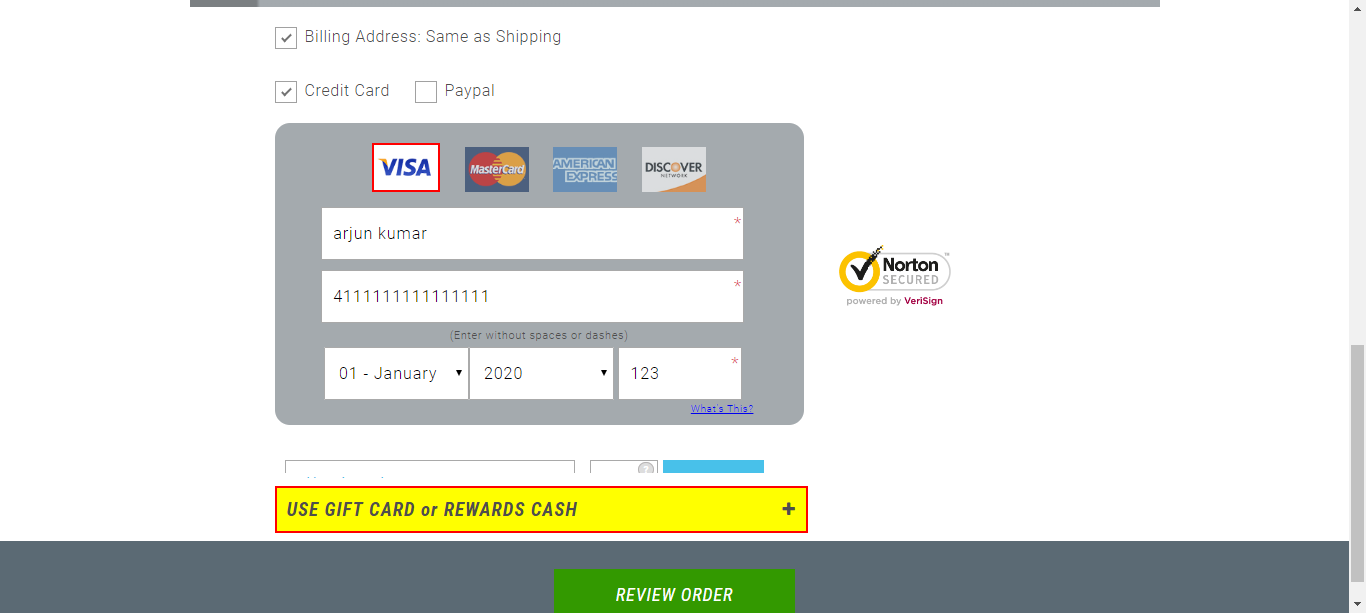 Billing Address: Same as Shipping
Credit Card Paypal
VISA MasterCard AMERICAN EXPRESS DISCOVER NETWORK
arjun kumar *
4111111111111111 *
(Enter without spaces or dashes)
01 - January 2020 123 *
What's This?
Norton™
SECURED
powered by VeriSign
?
USE GIFT CARD or REWARDS CASH +
REVIEW ORDER